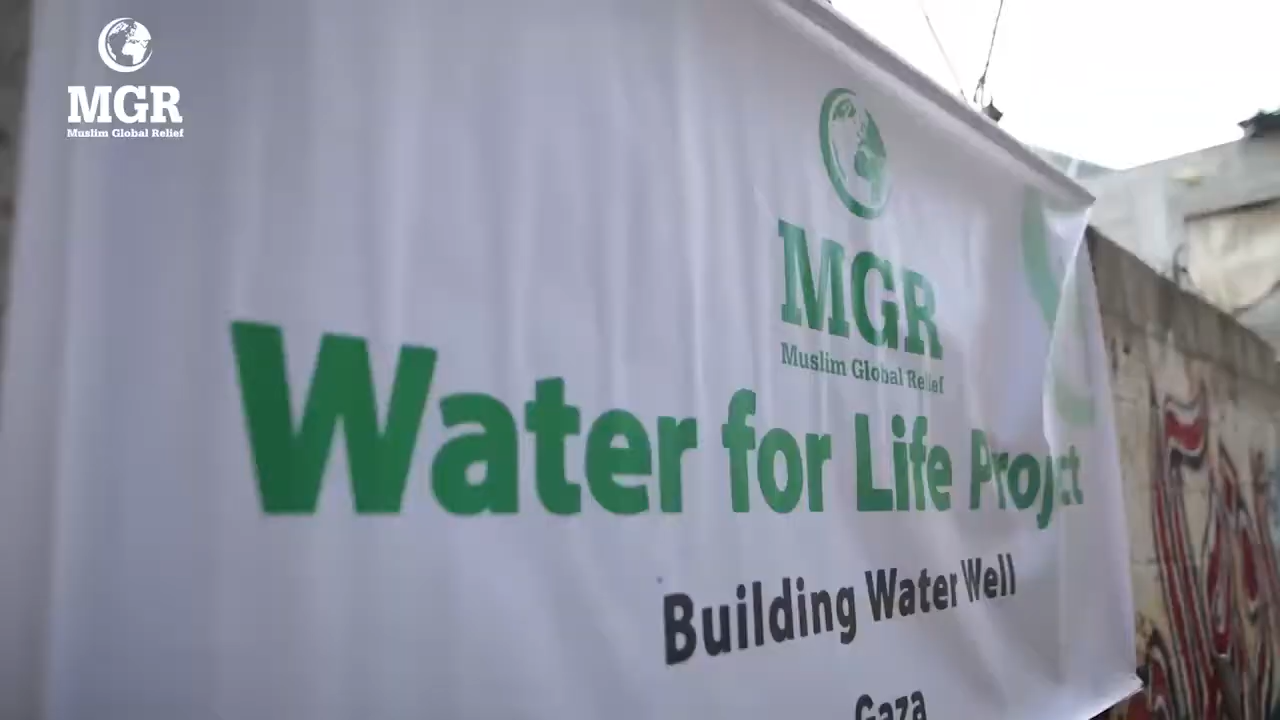 MGR
Muslim Global Relief
MGR
Muslim Global Relief
Water for Life Project
Building Water Well
Gaza